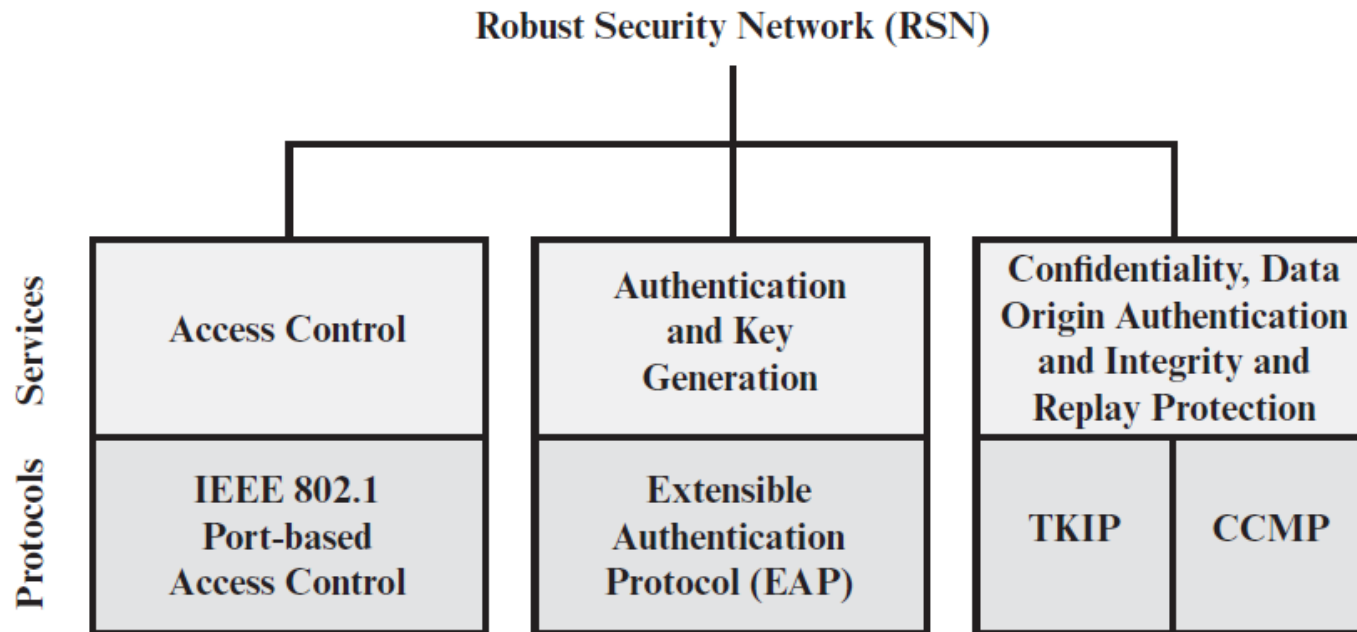 Robust Security Network (RSN)
Services
Access Control
Authentication
and Key
Generation
Confidentiality, Data
Origin Authentication
and Integrity and
Replay Protection
Protocols
IEEE 802.1
Port-based
Access Control
Extensible
Authentication
Protocol (EAP)
TKIP
CCMP